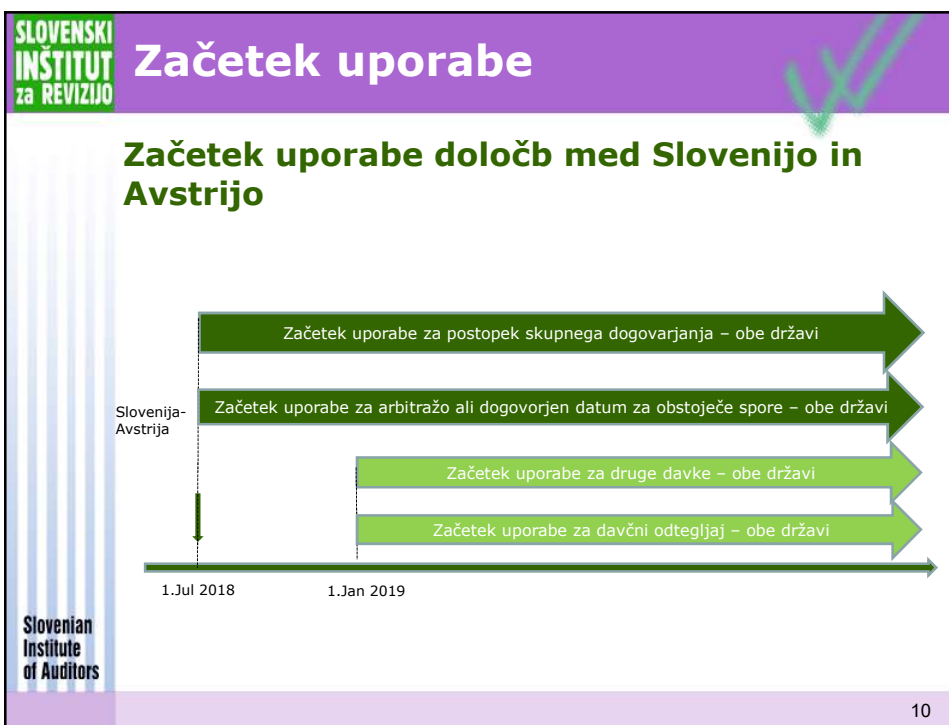 SLOVENSKI
INŠTITUT
za REVIZIJO
Začetek uporabe
Začetek uporabe določb med Slovenijo in
Avstrijo
Začetek uporabe za postopek skupnega dogovarjanja – obe državi
Slovenija-
Avstrija
Začetek uporabe za arbitražo ali dogovorjen datum za obstoječe spore – obe državi
Začetek uporabe za druge davke – obe državi
Začetek uporabe za davčni odtegljaj – obe državi
1.Jul 2018
1.Jan 2019
Slovenian
Institute
of Auditors
10